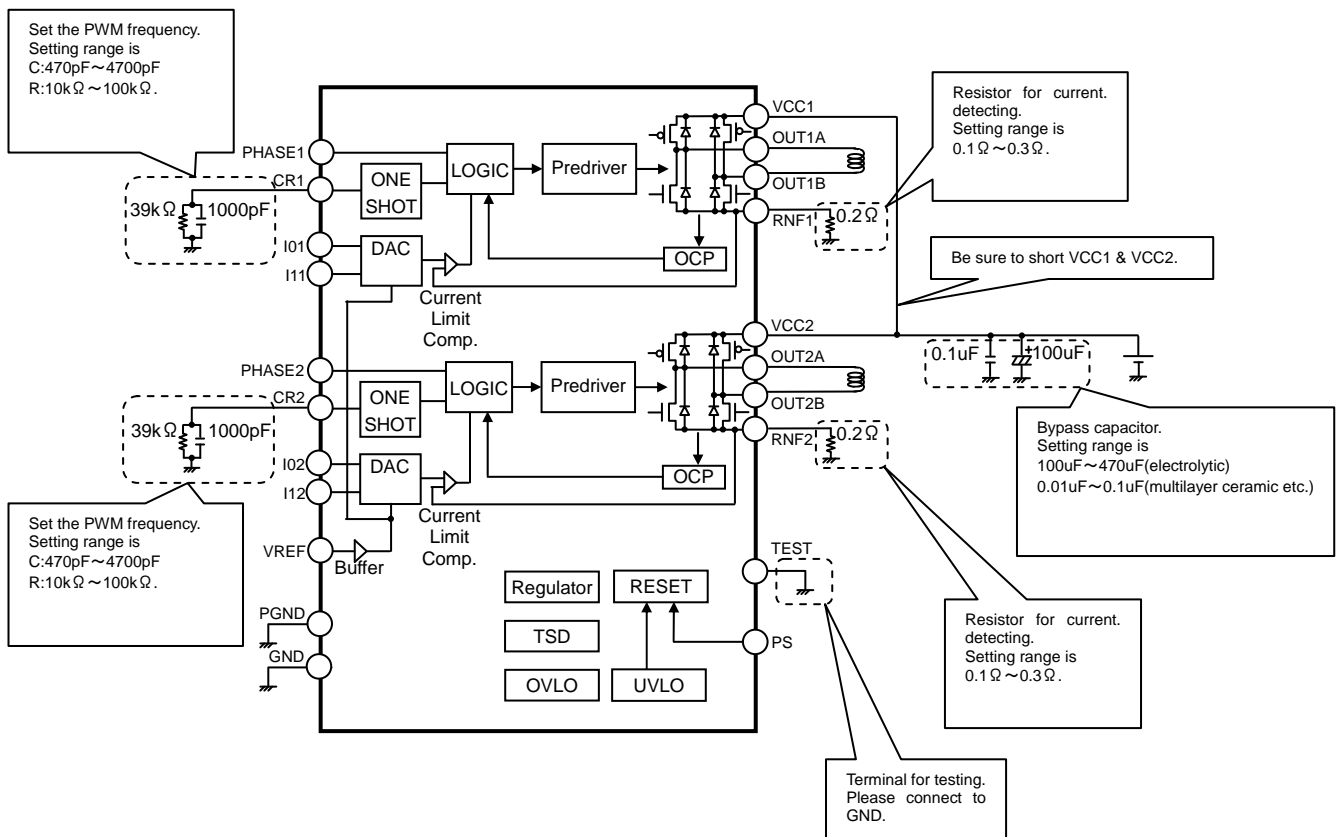 Set the PWM frequency.
Setting range is
C:470pF～4700pF
R:10kΩ～100kΩ.
PHASE1
CR1
39kΩ
1000pF
I01
I11
ONE
SHOT
LOGIC
Predriver
DAC
Current
Limit
Comp.
OCP
VCC1
OUT1A
OUT1B
RNF1
0.2Ω
Resistor for current.
detecting.
Setting range is
0.1Ω～0.3Ω.
Be sure to short VCC1 & VCC2.
PHASE2
CR2
39kΩ
1000pF
I02
I12
VREF
Buffer
ONE
SHOT
LOGIC
Predriver
DAC
Current
Limit
Comp.
OCP
VCC2
OUT2A
OUT2B
RNF2
0.2Ω
0.1uF
+100uF
Bypass capacitor.
Setting range is
100uF～470uF(electrolytic)
0.01uF～0.1uF(multilayer ceramic etc.)
Set the PWM frequency.
Setting range is
C:470pF～4700pF
R:10kΩ～100kΩ.
PGND
GND
Regulator
RESET
TSD
OVLO
UVLO
TEST
PS
Resistor for current.
detecting.
Setting range is
0.1Ω～0.3Ω.
Terminal for testing.
Please connect to
GND.